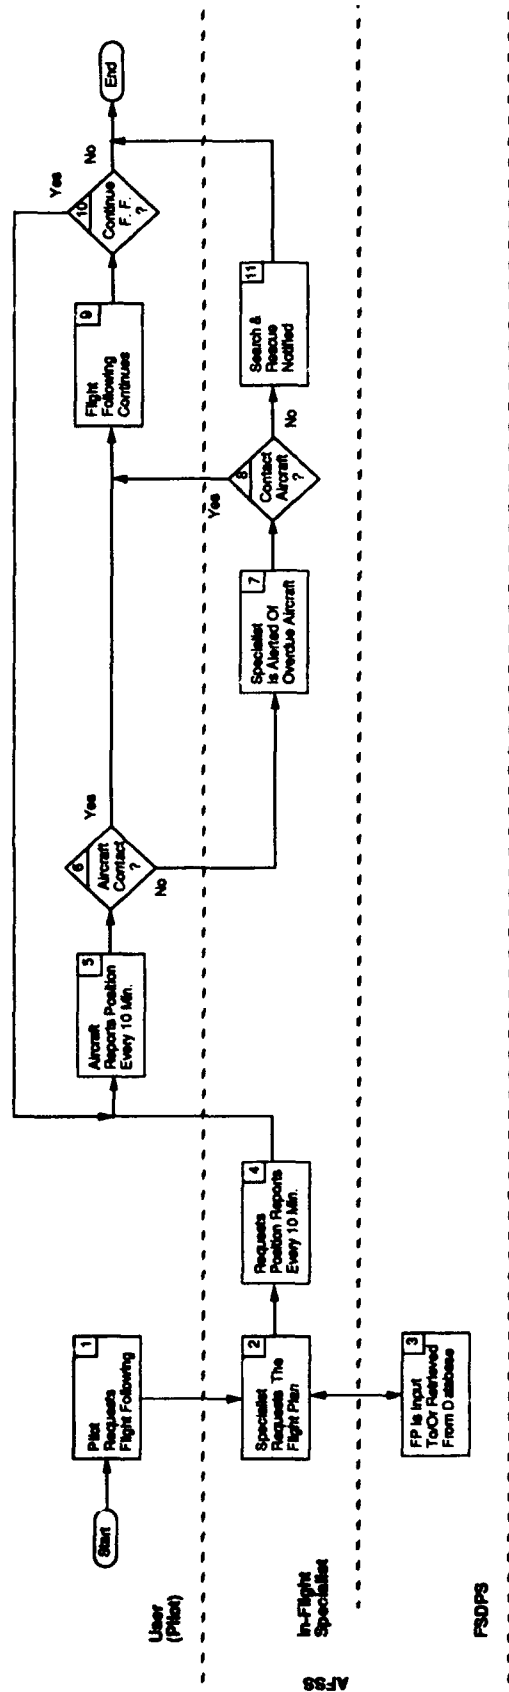 User
(Pilot)
Start
1
Pilot
Requests
Flight Following
5
Aircraft
Reports Position
Every 10 Min.
6
Aircraft
Contact
?
Yes
No
9
Flight
Following
Continues
10
Continue
F. F.
?
Yes
No
End
AFSS
In-Flight
Specialist
2
Specialist
Requests The
Flight Plan
4
Requests
Position Reports
Every 10 Min.
7
Specialist
Is Alerted Of
Overdue Aircraft
8
Contact
Aircraft
?
Yes
No
11
Search &
Rescue
Notified
FSDPS
3
FP is Input
To/Or Retrieved
From Database